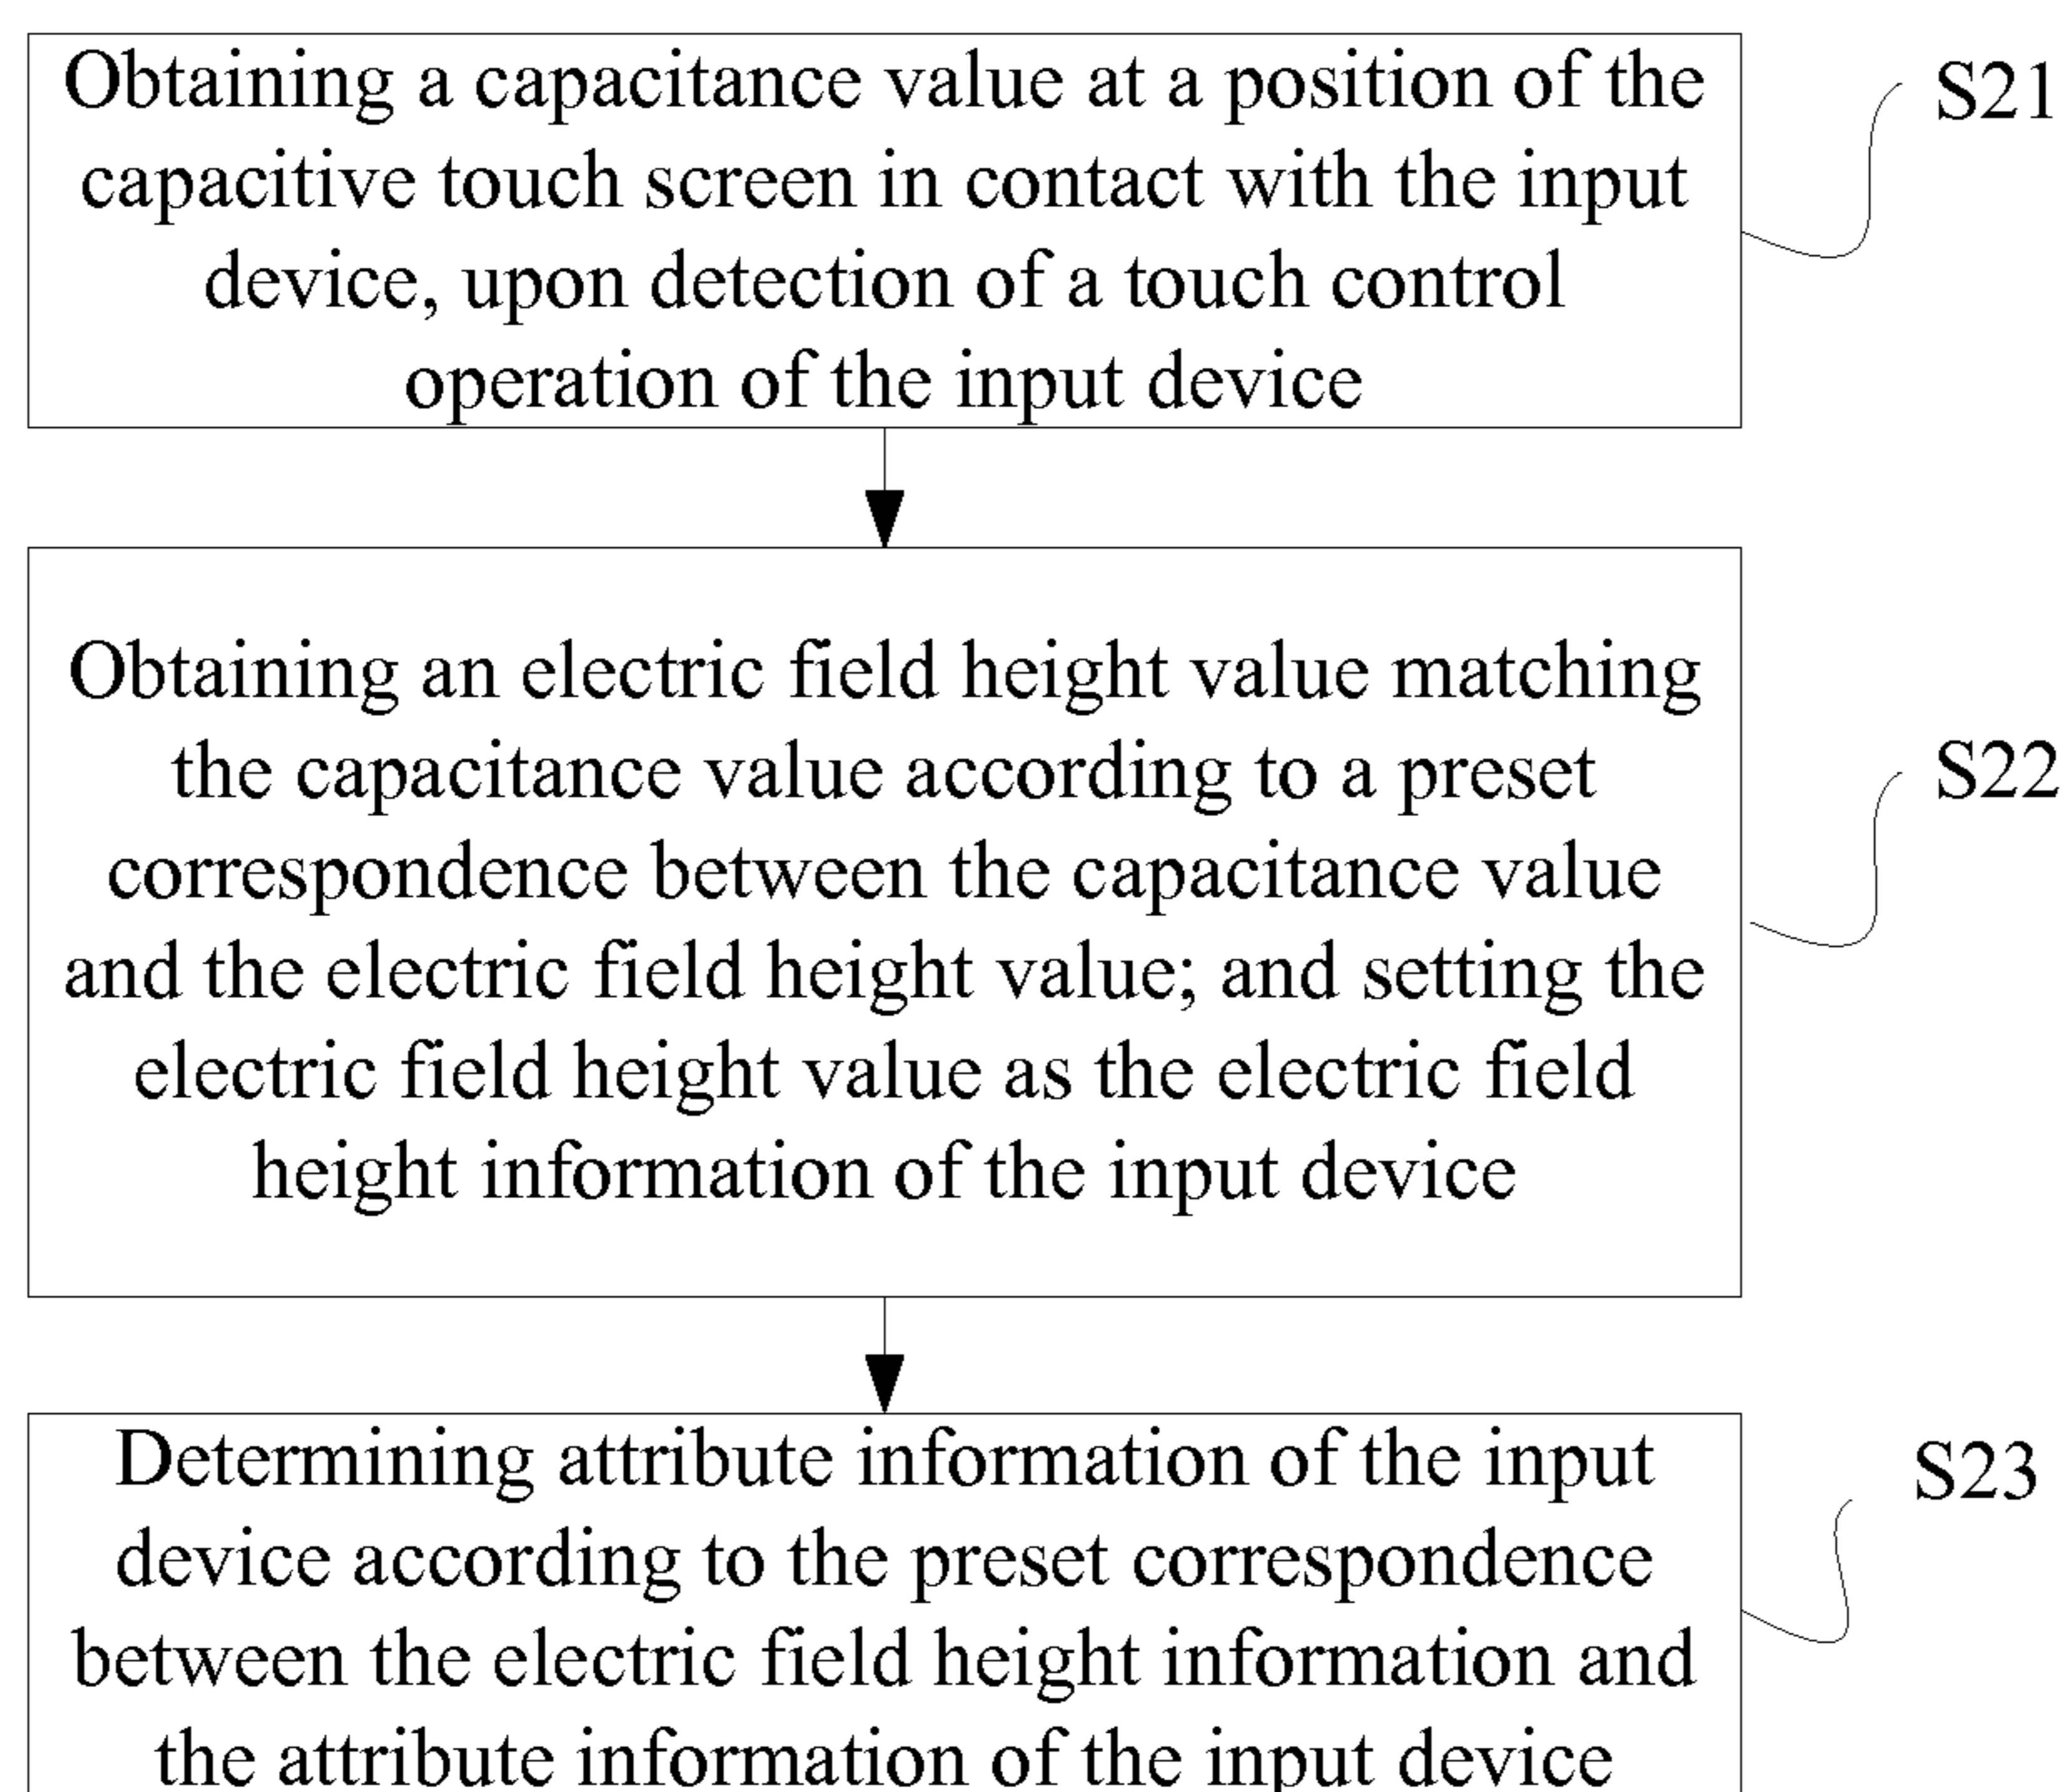 Obtaining a capacitance value at a position of the
capacitive touch screen in contact with the input
device, upon detection of a touch control
operation of the input device
S21
Obtaining an electric field height value matching
the capacitance value according to a preset
correspondence between the capacitance value
and the electric field height value; and setting the
electric field height value as the electric field
height information of the input device
S22
Determining attribute information of the input
device according to the preset correspondence
between the electric field height information and
the attribute information of the input device
S23